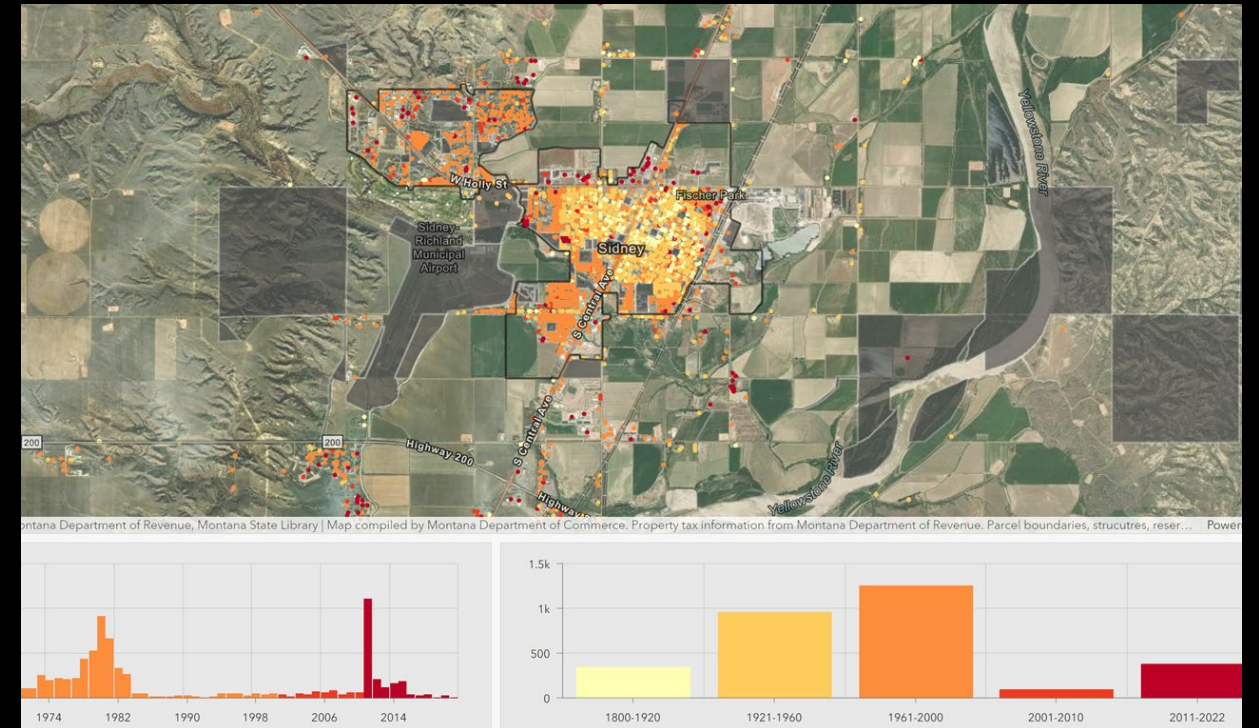 Yellowstone River
W Holly St
Fischer Park
Sidney
Sidney-
Richland
Municipal
Airport
S Central Ave
200
200
Highway 200
S Central Ave
Highway
Yellowstone River
ontana Department of Revenue, Montana State Library | Map compiled by Montana Department of Commerce. Property tax information from Montana Department of Revenue. Parcel boundaries, strucutres, reser... Power
1974 1982 1990 1998 2006 2014
1.5k
1k
500
0
1800-1920 1921-1960 1961-2000 2001-2010 2011-2022